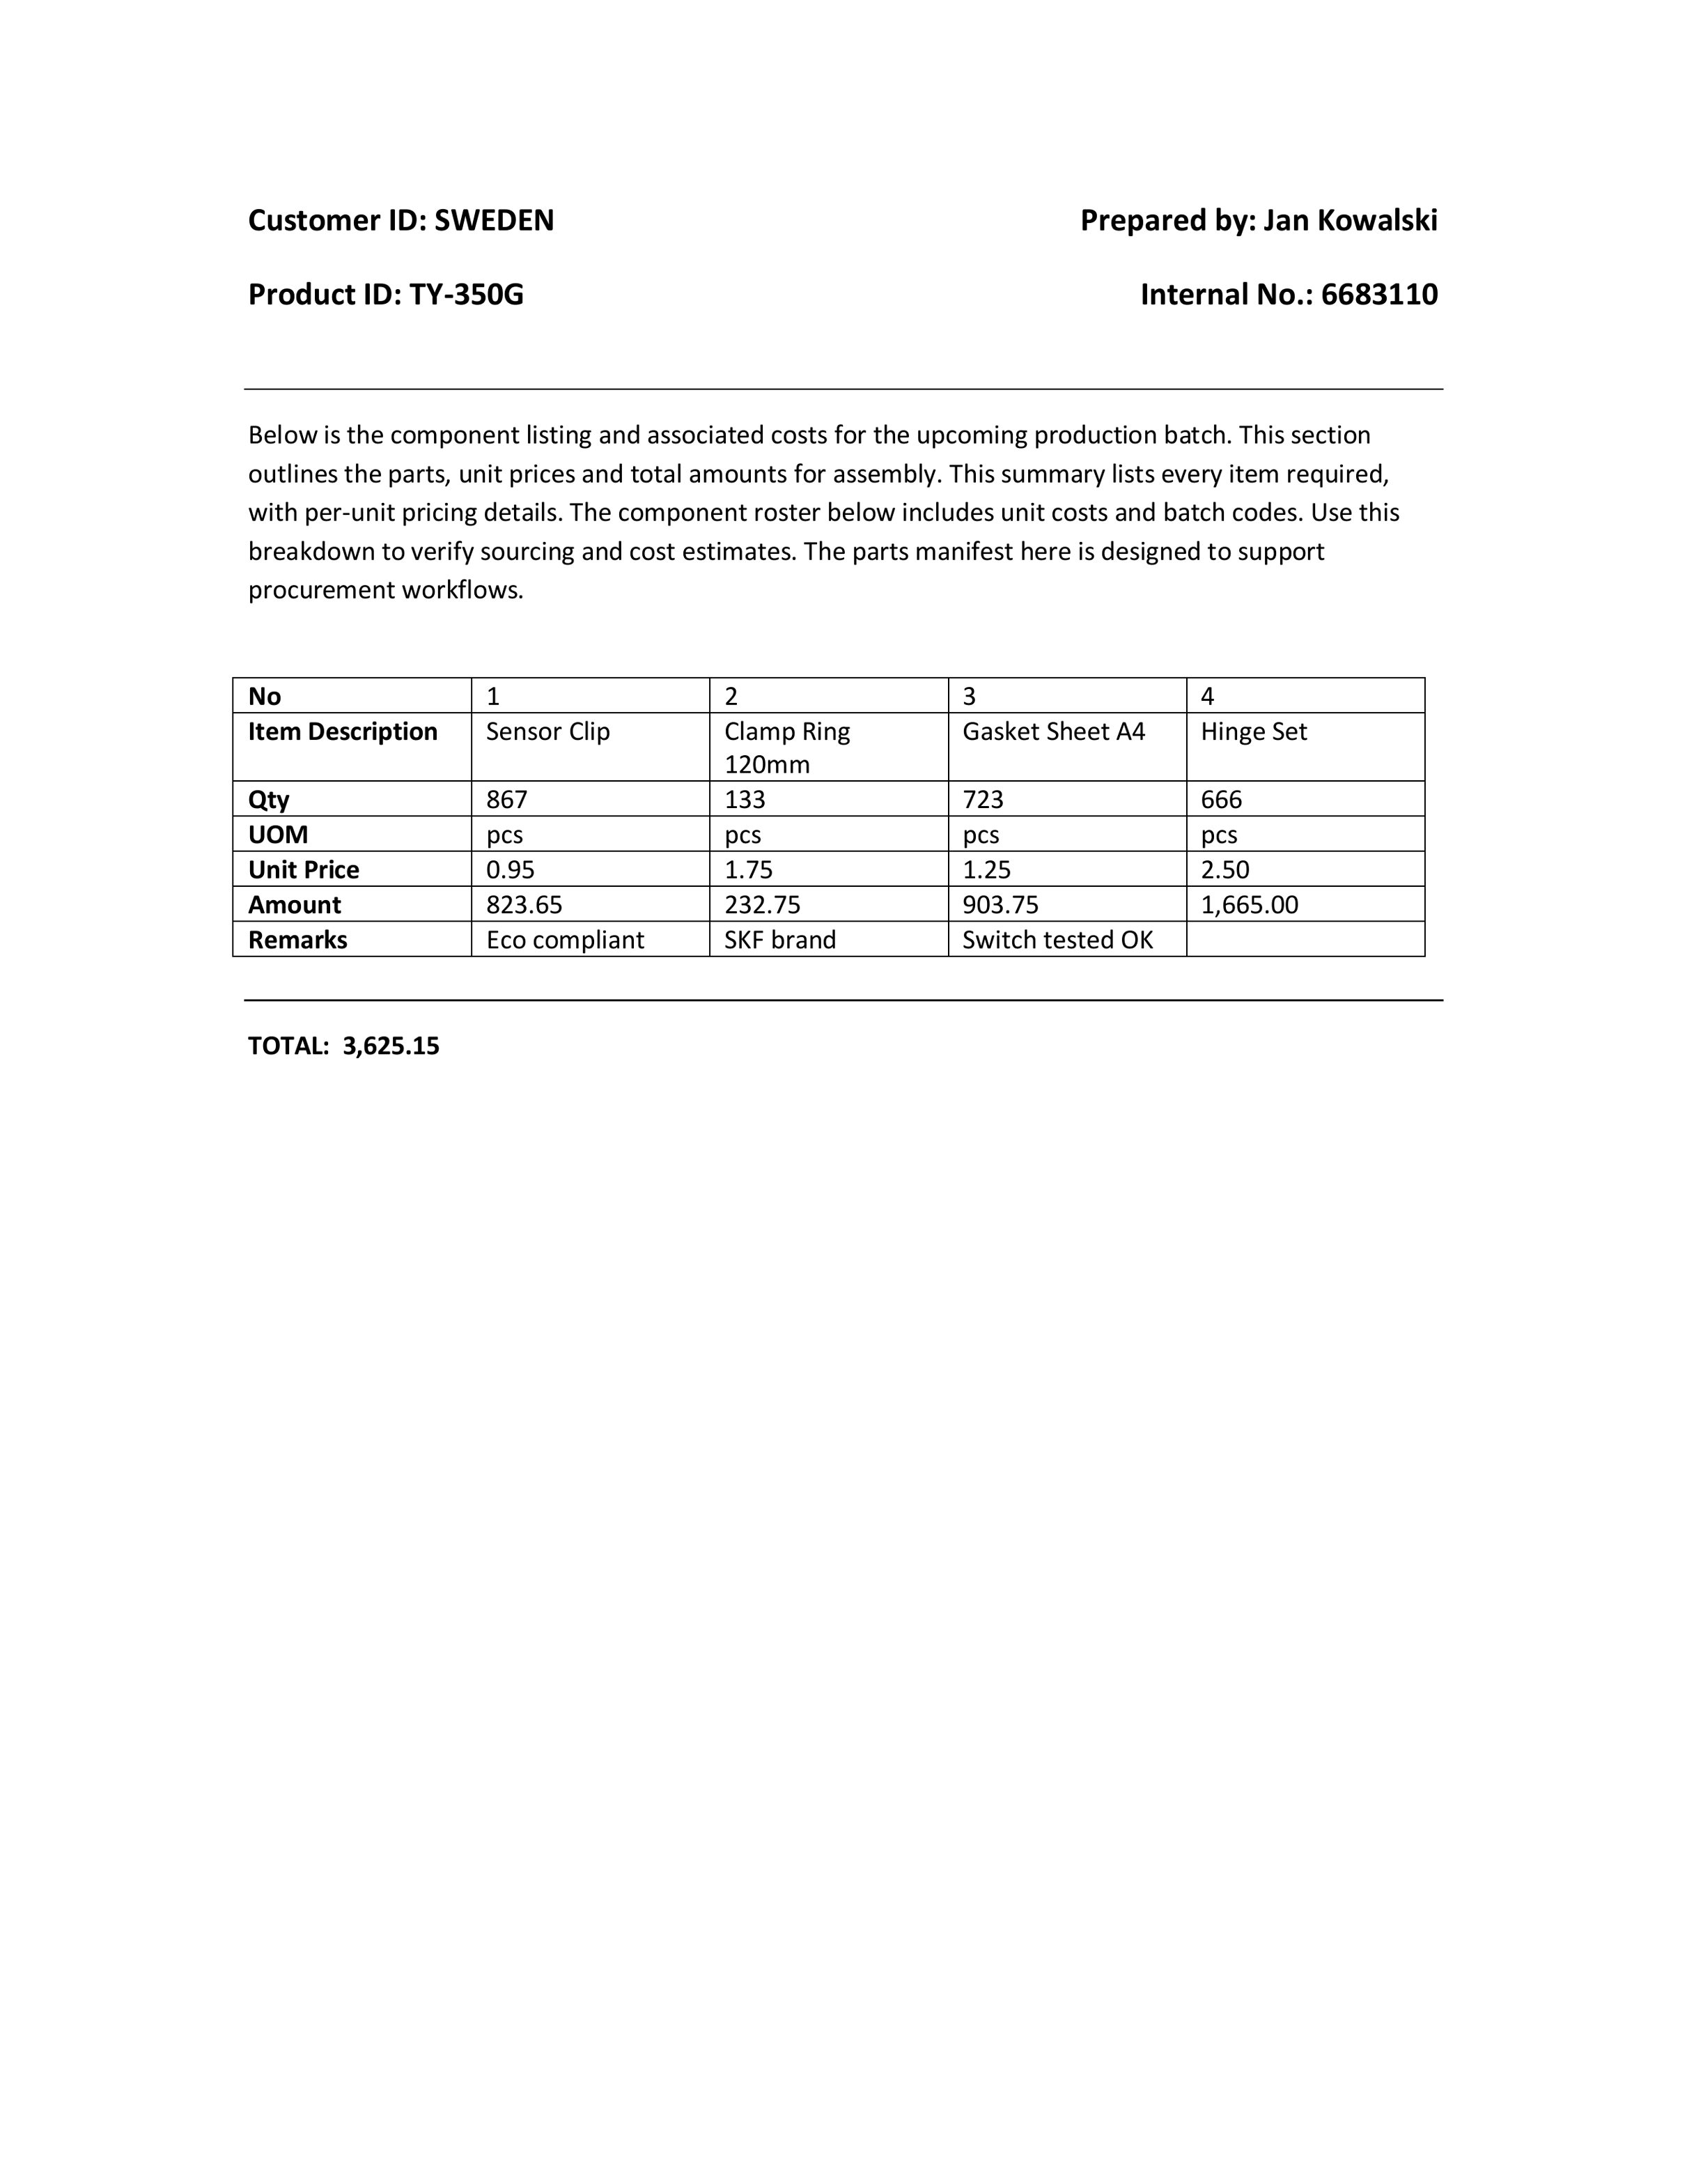 Customer ID: SWEDEN Prepared by: Jan Kowalski
Product ID: TY-350G Internal No.: 6683110
Below is the component listing and associated costs for the upcoming production batch. This section
outlines the parts, unit prices and total amounts for assembly. This summary lists every item required,
with per-unit pricing details. The component roster below includes unit costs and batch codes. Use this
breakdown to verify sourcing and cost estimates. The parts manifest here is designed to support
procurement workflows.
No 1 2 3 4
Item Description Sensor Clip Clamp Ring 120mm Gasket Sheet A4 Hinge Set
Qty 867 133 723 666
UOM pcs pcs pcs pcs
Unit Price 0.95 1.75 1.25 2.50
Amount 823.65 232.75 903.75 1,665.00
Remarks Eco compliant SKF brand Switch tested OK
TOTAL: 3,625.15